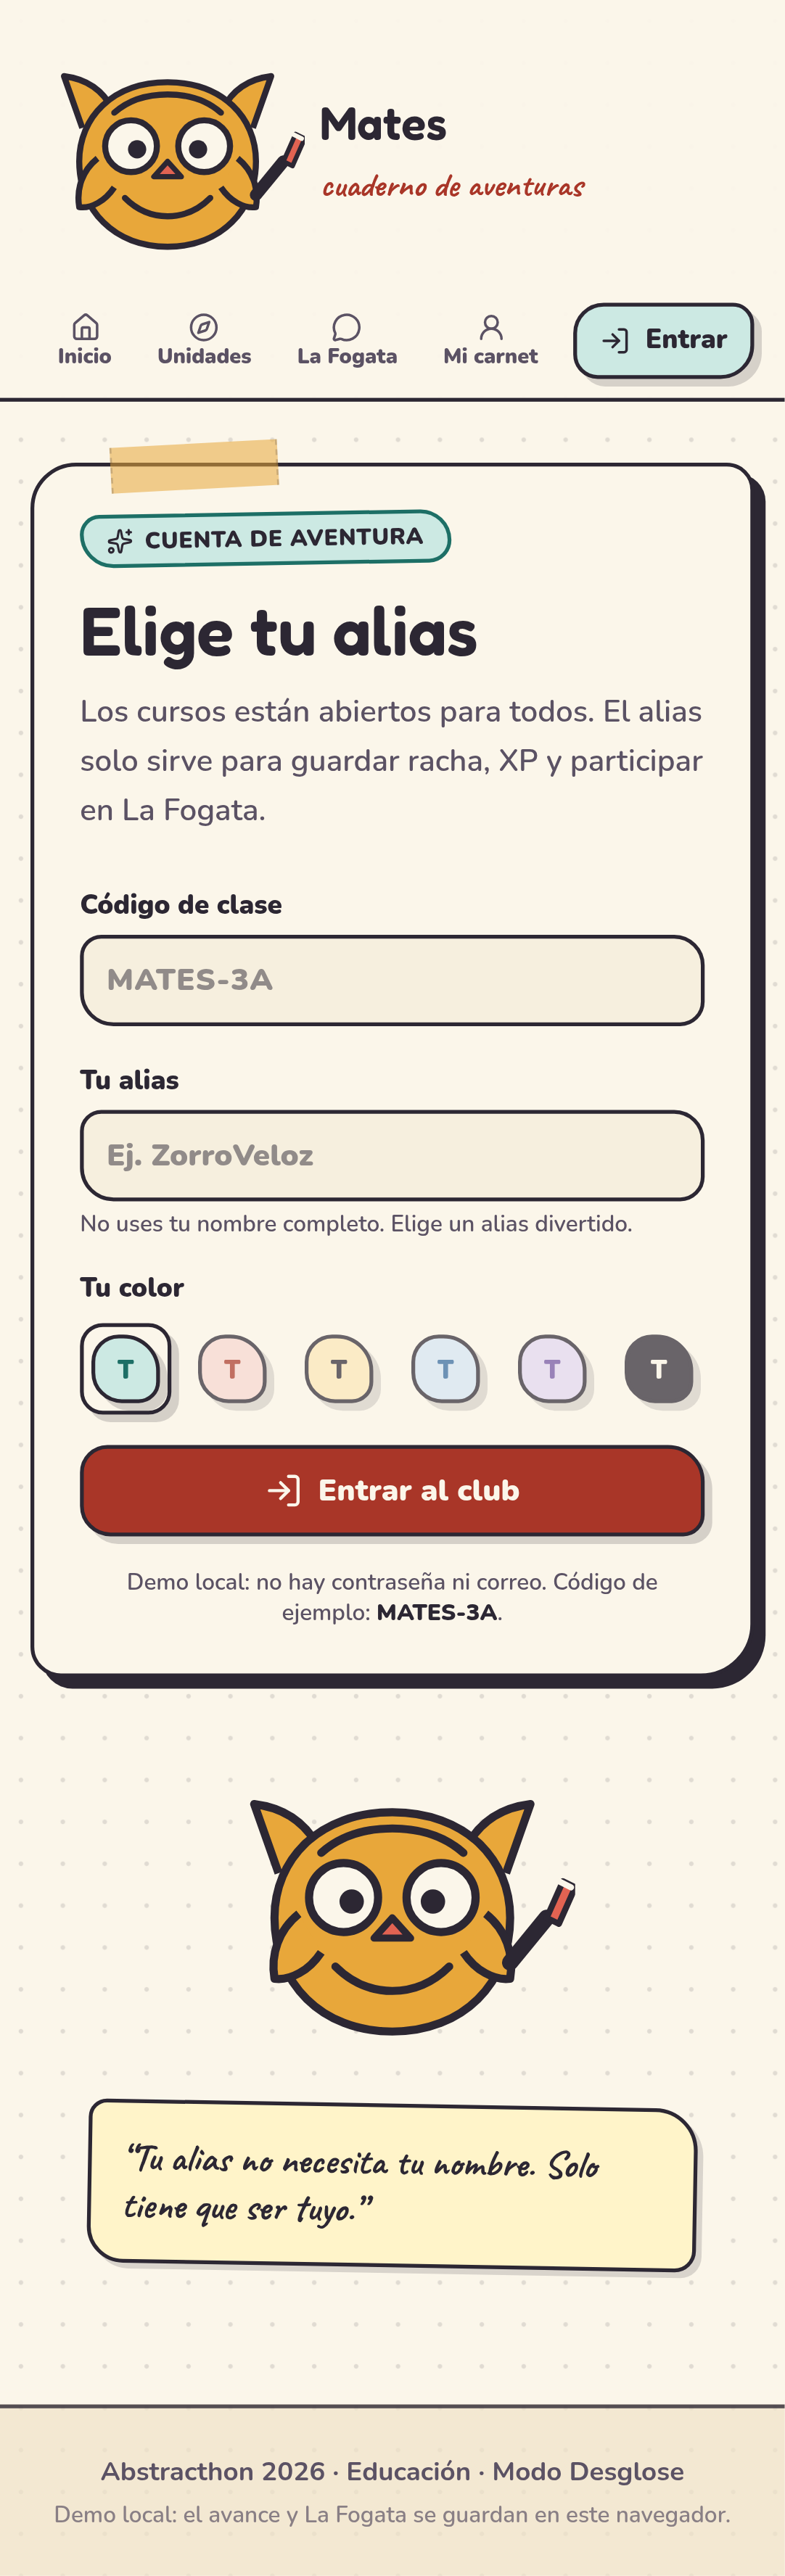 Mates
cuaderno de aventuras
Inicio
Unidades
La Fogata
Mi carnet
Entrar
CUENTA DE AVENTURA
Elige tu alias
Los cursos están abiertos para todos. El alias
solo sirve para guardar racha, XP y participar
en La Fogata.
Código de clase
MATES-3A
Tu alias
Ej. ZorroVeloz
No uses tu nombre completo. Elige un alias divertido.
Tu color
T T T T T T
Entrar al club
Demo local: no hay contraseña ni correo. Código de
ejemplo: MATES-3A.
“Tu alias no necesita tu nombre. Solo
tiene que ser tuyo.”
Abstracthon 2026 · Educación · Modo Desglose
Demo local: el avance y La Fogata se guardan en este navegador.